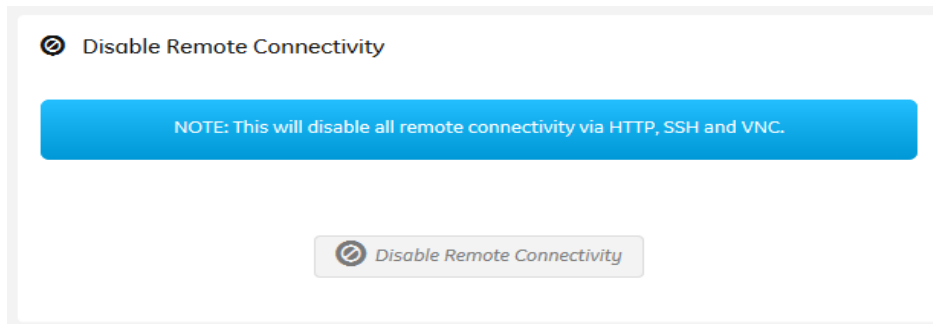 Disable Remote Connectivity
NOTE: This will disable all remote connectivity via HTTP, SSH and VNC.
Disable Remote Connectivity